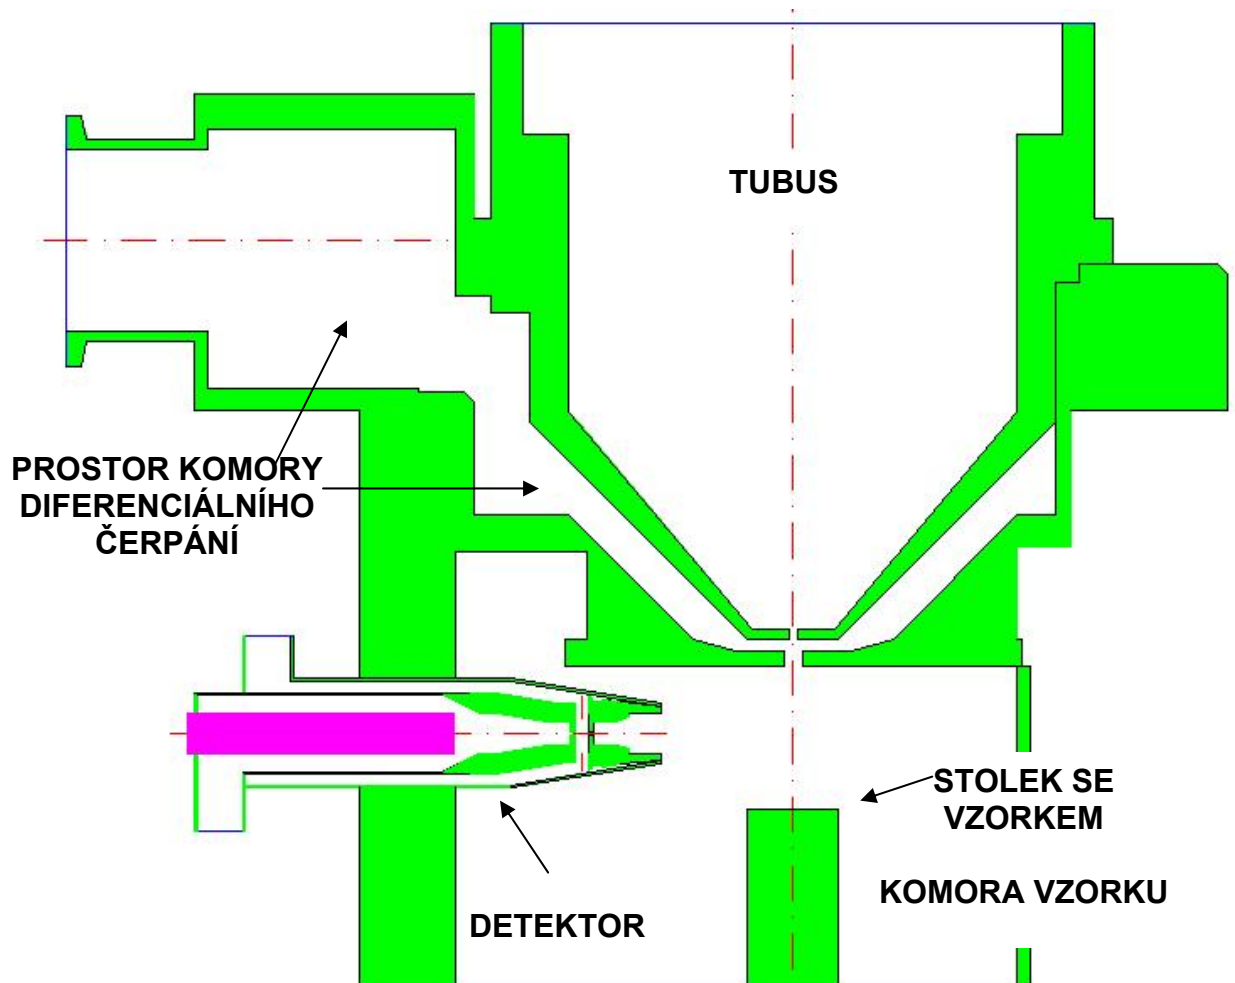 TUBUS
PROSTOR KOMORY
DIFERENCIÁLNÍHO
ČERPÁNÍ
STOLEK SE
VZORKEM
KOMORA VZORKU
DETEKTOR